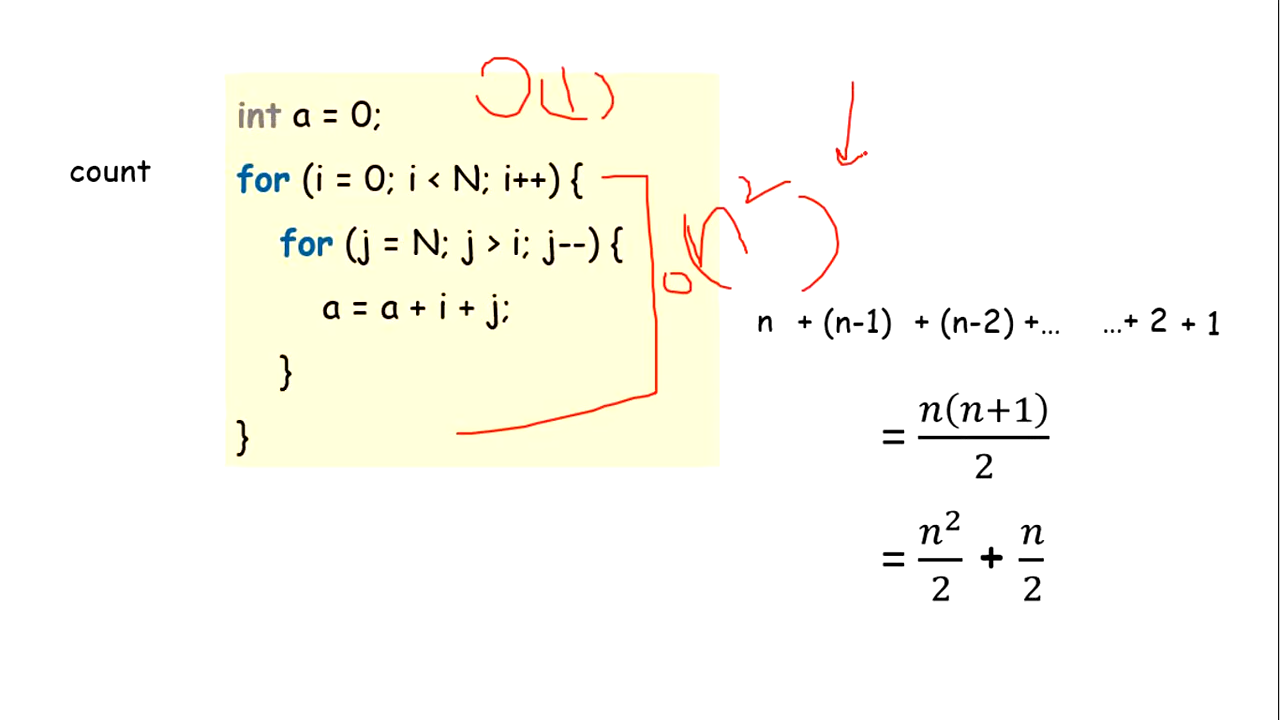 O(1)
int a = 0;
count
for (i = 0; i < N; i++) {
for (j = N; j > i; j--) {
a = a + i + j;
}
}
O(n²)
n + (n-1) + (n-2) +... ...+ 2 + 1
= n(n+1)/2
= n²/2 + n/2